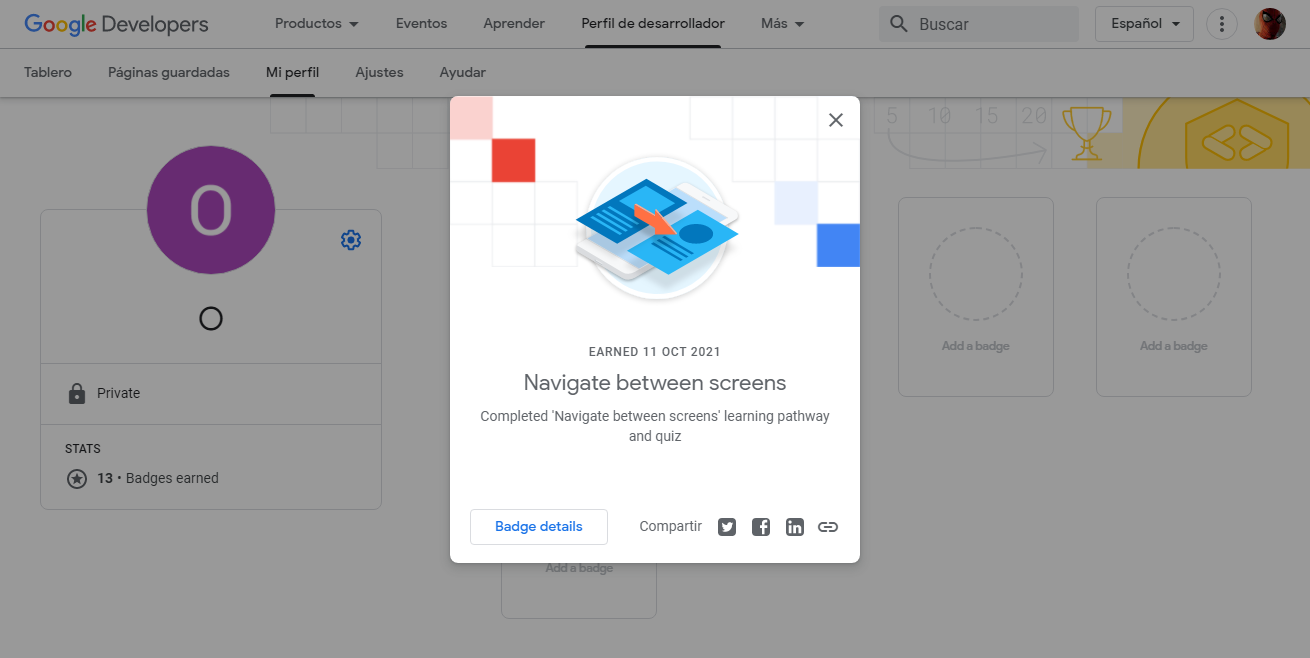 Google Developers
Productos
Eventos
Aprender
Perfil de desarrollador
Más
Buscar
Español
Tablero
Páginas guardadas
Mi perfil
Ajustes
Ayudar
5 10 15 20
O
O
Private
STATS
13 • Badges earned
EARNED 11 OCT 2021
Navigate between screens
Completed 'Navigate between screens' learning pathway
and quiz
Badge details
Compartir
Add a badge
Add a badge
Add a badge